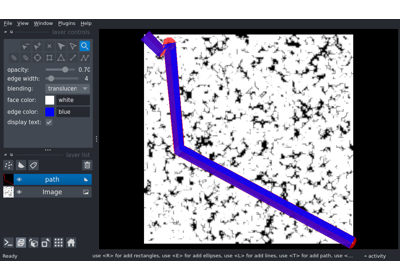 File View Window Plugins Help
layer controls
opacity: 0.70
edge width: 4
blending: translucen
face color: white
edge color: blue
display text:
layer list
path
Image
Ready use <R> for add rectangles, use <E> for add ellipses, use <L> for add lines, use <T> for add path, use <... activity